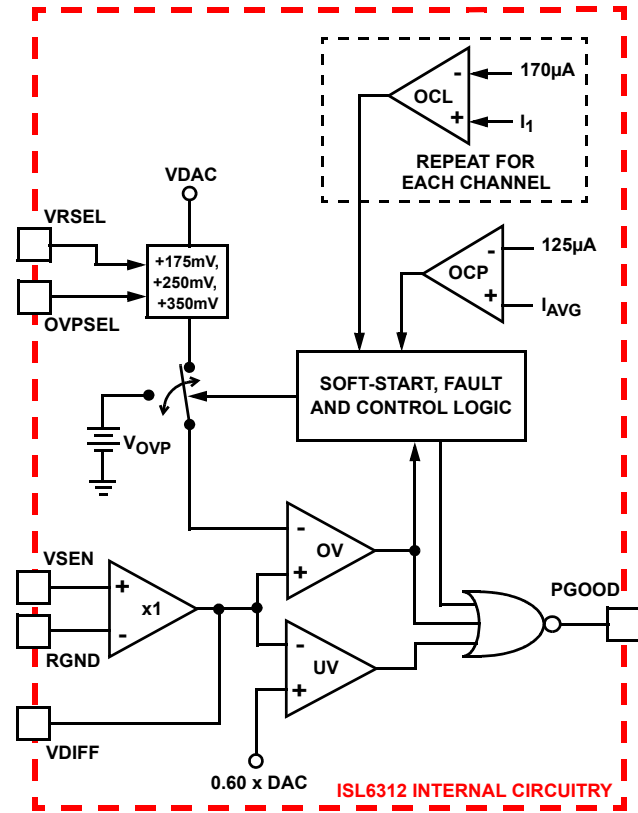 170µA
-
OCL
+
I1
REPEAT FOR
EACH CHANNEL
VDAC
VRSEL
+175mV,
+250mV,
+350mV
OVPSEL
-
125µA
OCP
+
IAVG
SOFT-START, FAULT
AND CONTROL LOGIC
VOVP
-
OV
+
VSEN
+
x1
-
RGND
PGOOD
-
UV
+
VDIFF
0.60 x DAC
ISL6312 INTERNAL CIRCUITRY